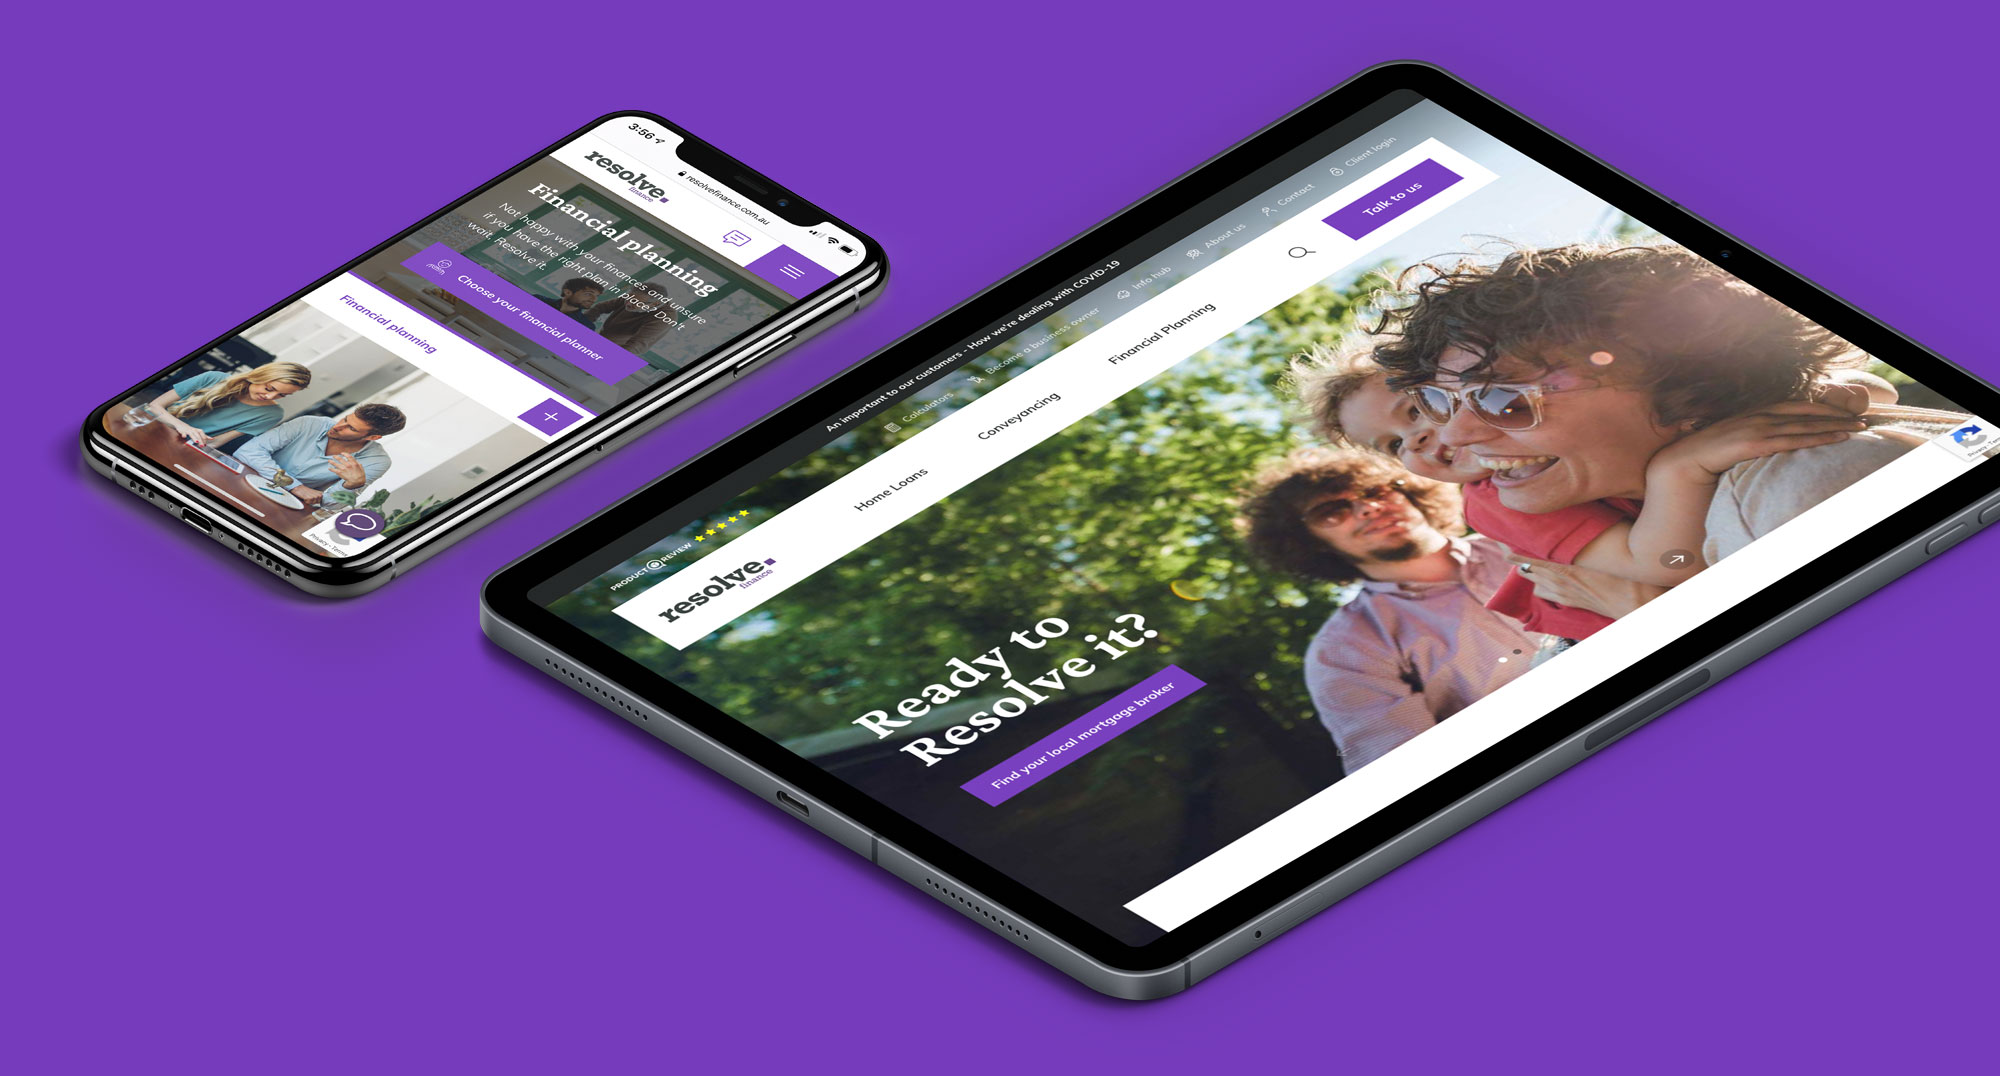 3:56
resolvefinance.com.au
resolve.
finance
Financial planning
Not happy with your finances and unsure
if you have the right plan in place? Don't
wait. Resolve it.
Choose your financial planner
Financial planning
+
Privacy - Terms
An important to our customers - How we're dealing with COVID-19
PRODUCT REVIEW
Calculators
Become a business owner
Info hub
About us
Contact
Client login
resolve.
finance
Home Loans
Conveyancing
Financial Planning
Talk to us
Ready to
Resolve it?
Find your local mortgage broker